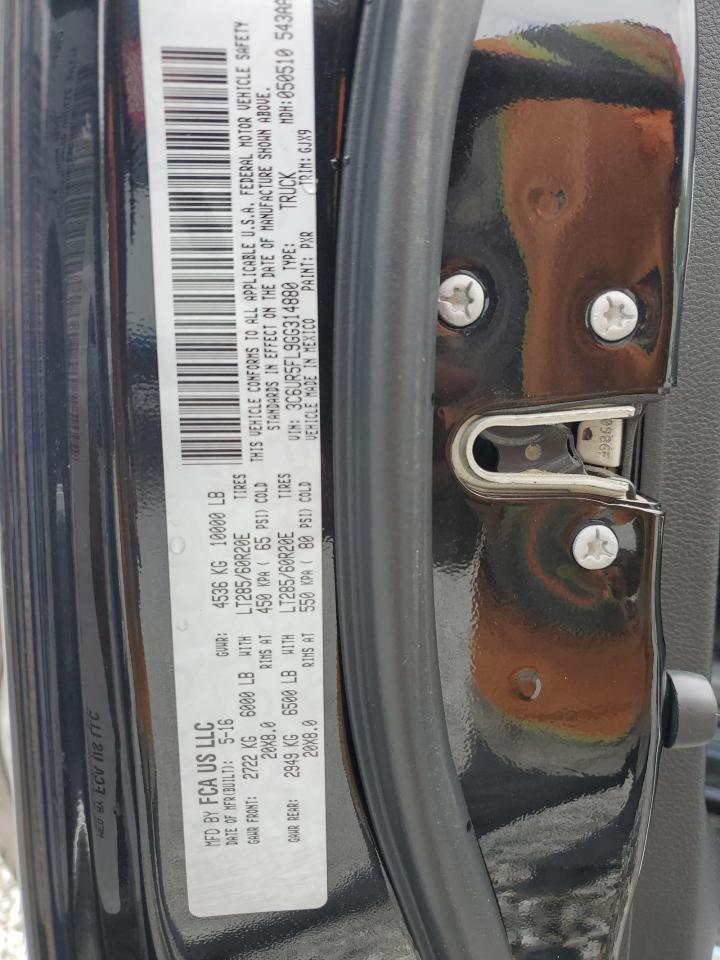 MFD BY FCA US LLC
DATE OF MFR(BUILT): 5-16 GVWR: 4536 KG 10000 LB
GAWR FRONT: 2722 KG 6000 LB WITH LT285/60R20E TIRES
20X8.0 RIMS AT 450 KPA ( 65 PSI) COLD
GAWR REAR: 2949 KG 6500 LB WITH LT285/60R20E TIRES
20X8.0 RIMS AT 550 KPA ( 80 PSI) COLD
THIS VEHICLE CONFORMS TO ALL APPLICABLE U.S.A. FEDERAL MOTOR VEHICLE SAFETY
STANDARDS IN EFFECT ON THE DATE OF MANUFACTURE SHOWN ABOVE.
VIN: 3C6UR5FL9GG314880 TYPE: TRUCK MDH:050510 543AA
VEHICLE MADE IN MEXICO PAINT: PXR TRIM: GJX9
0906F